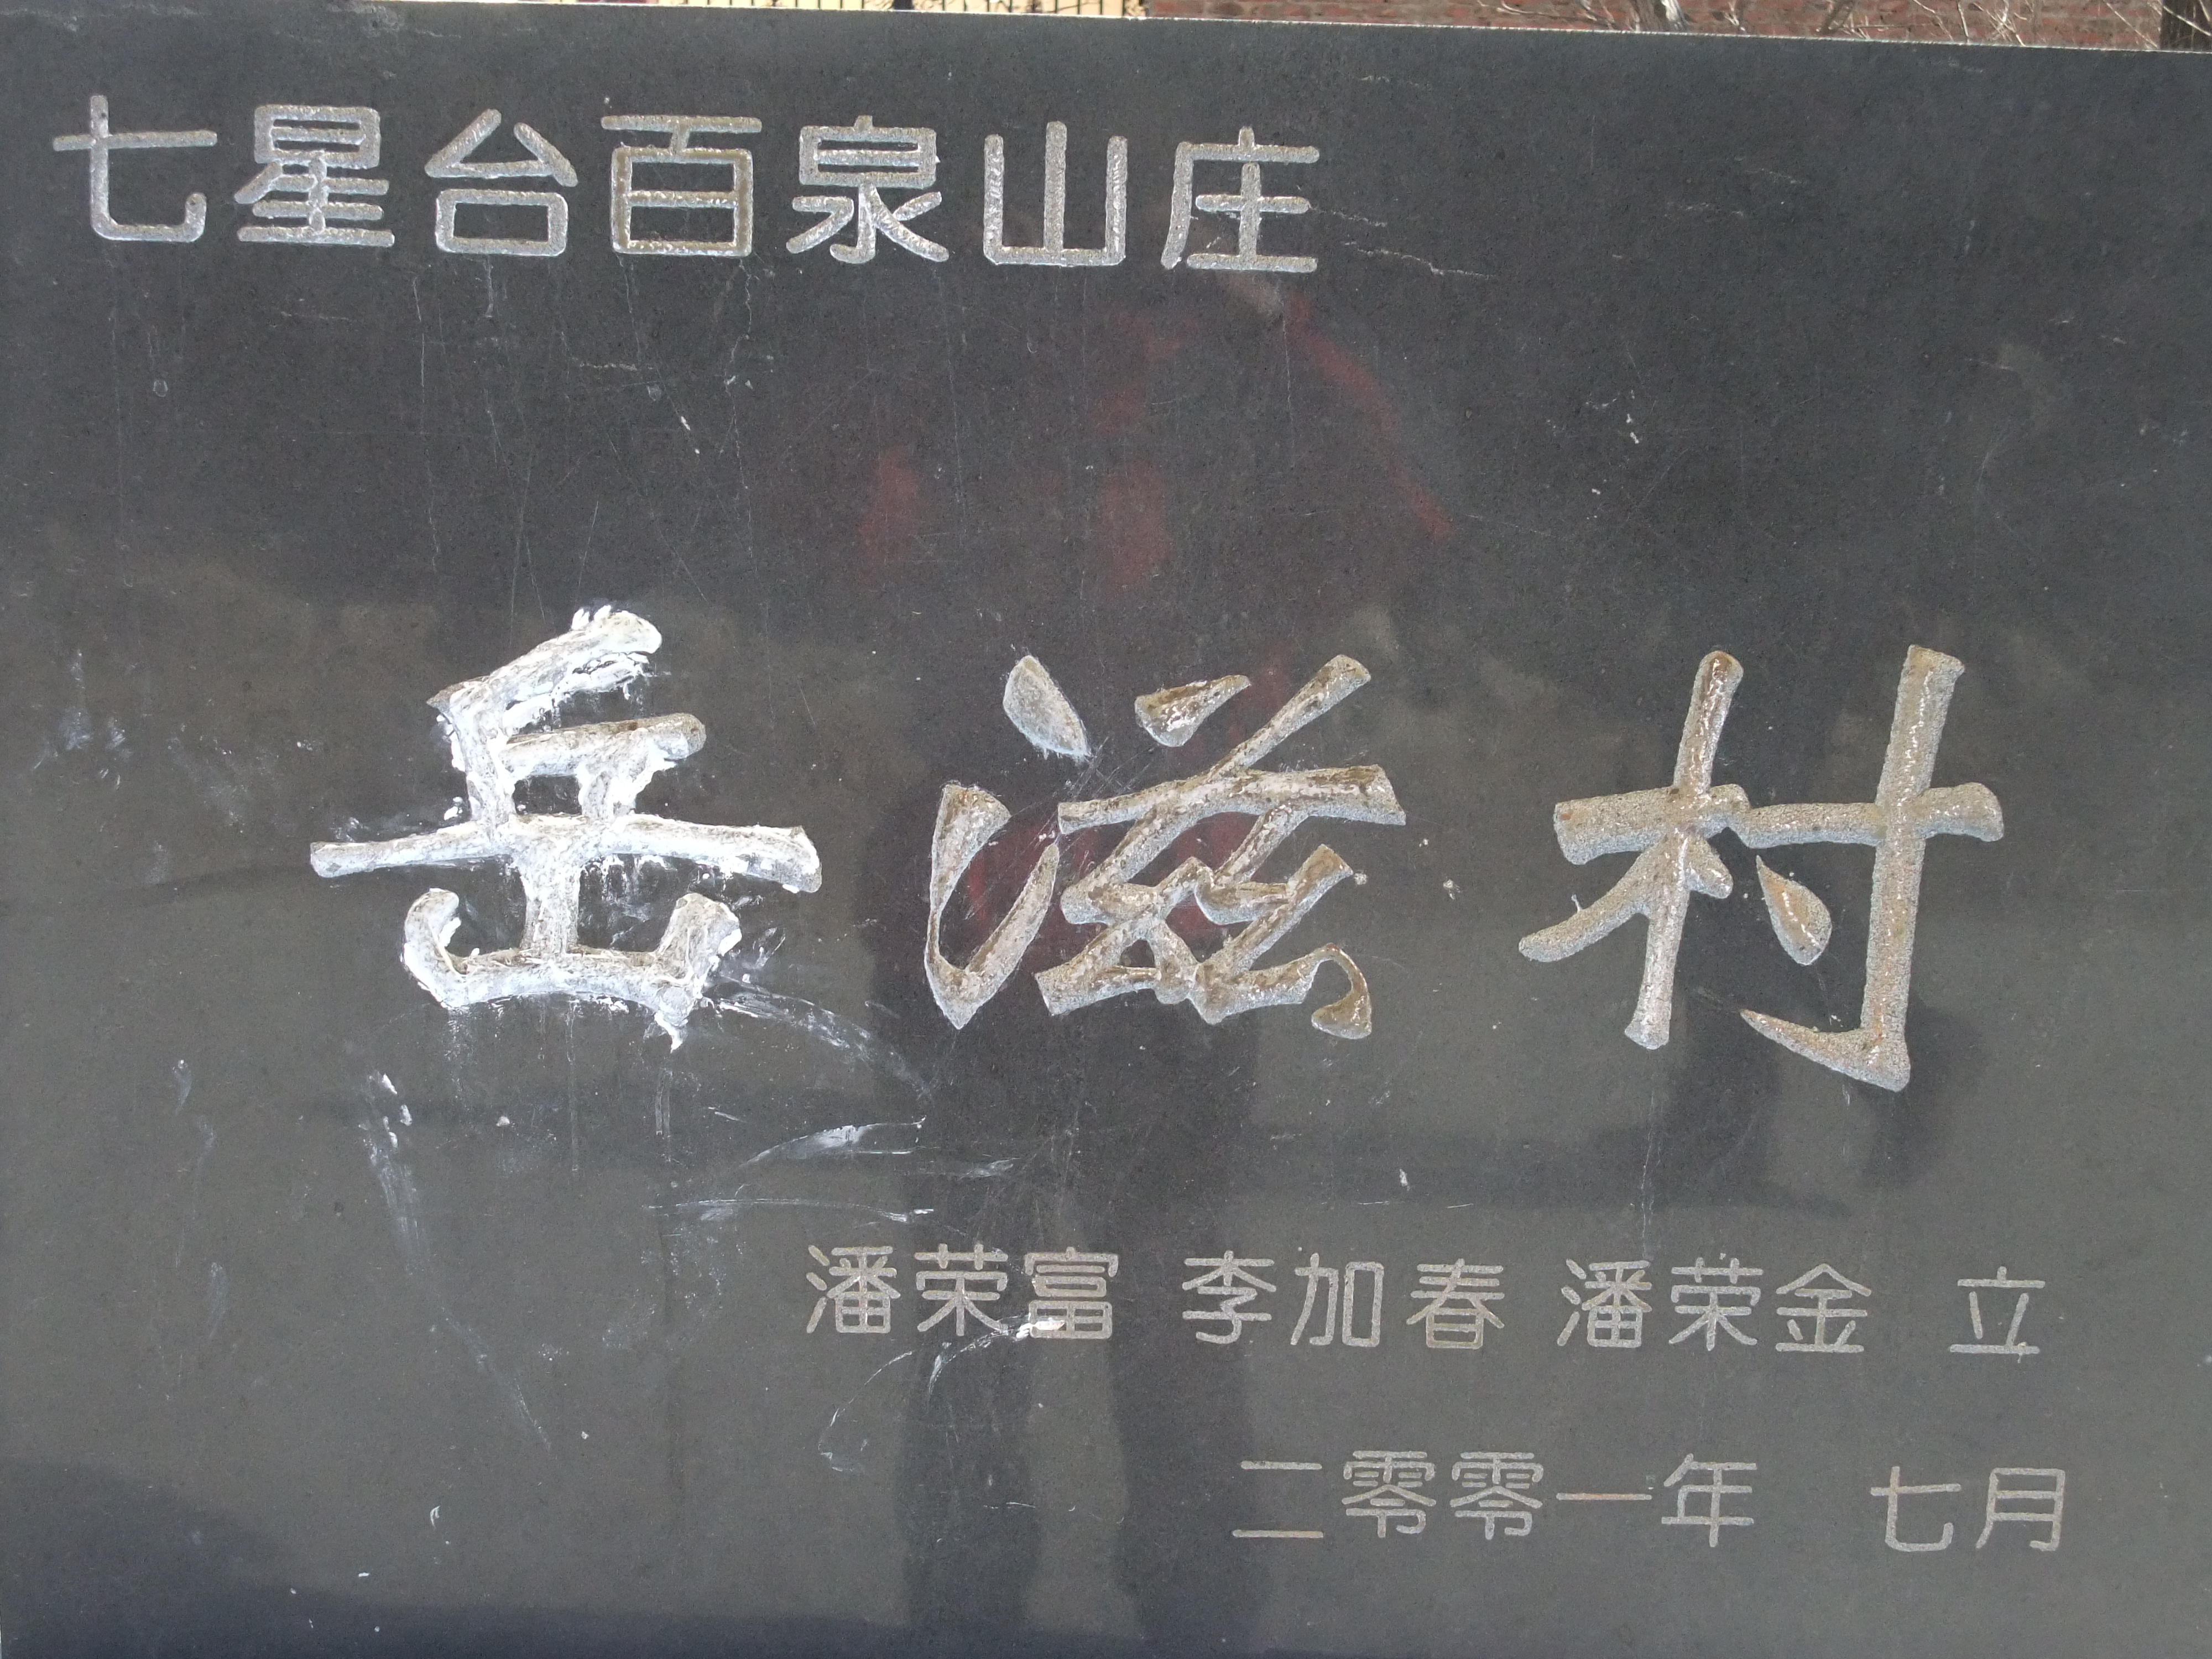 七星台百泉山庄
岳滋村
潘荣富 李加春 潘荣金 立
二零零一年 七月